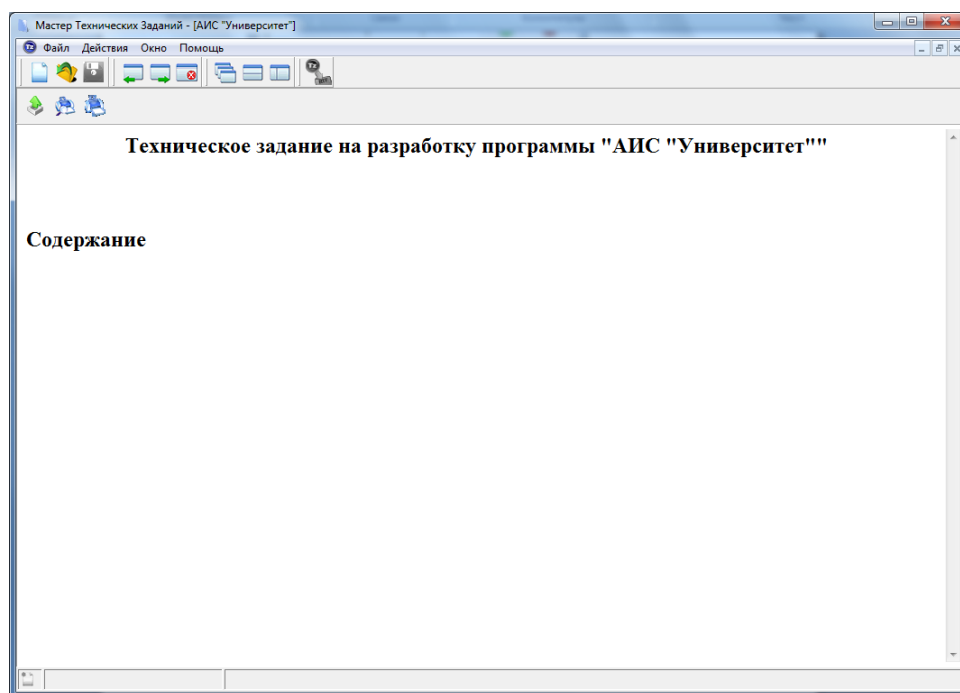 Мастер Технических Заданий - [АИС "Университет"]
Файл Действия Окно Помощь
Техническое задание на разработку программы "АИС "Университет""
Содержание